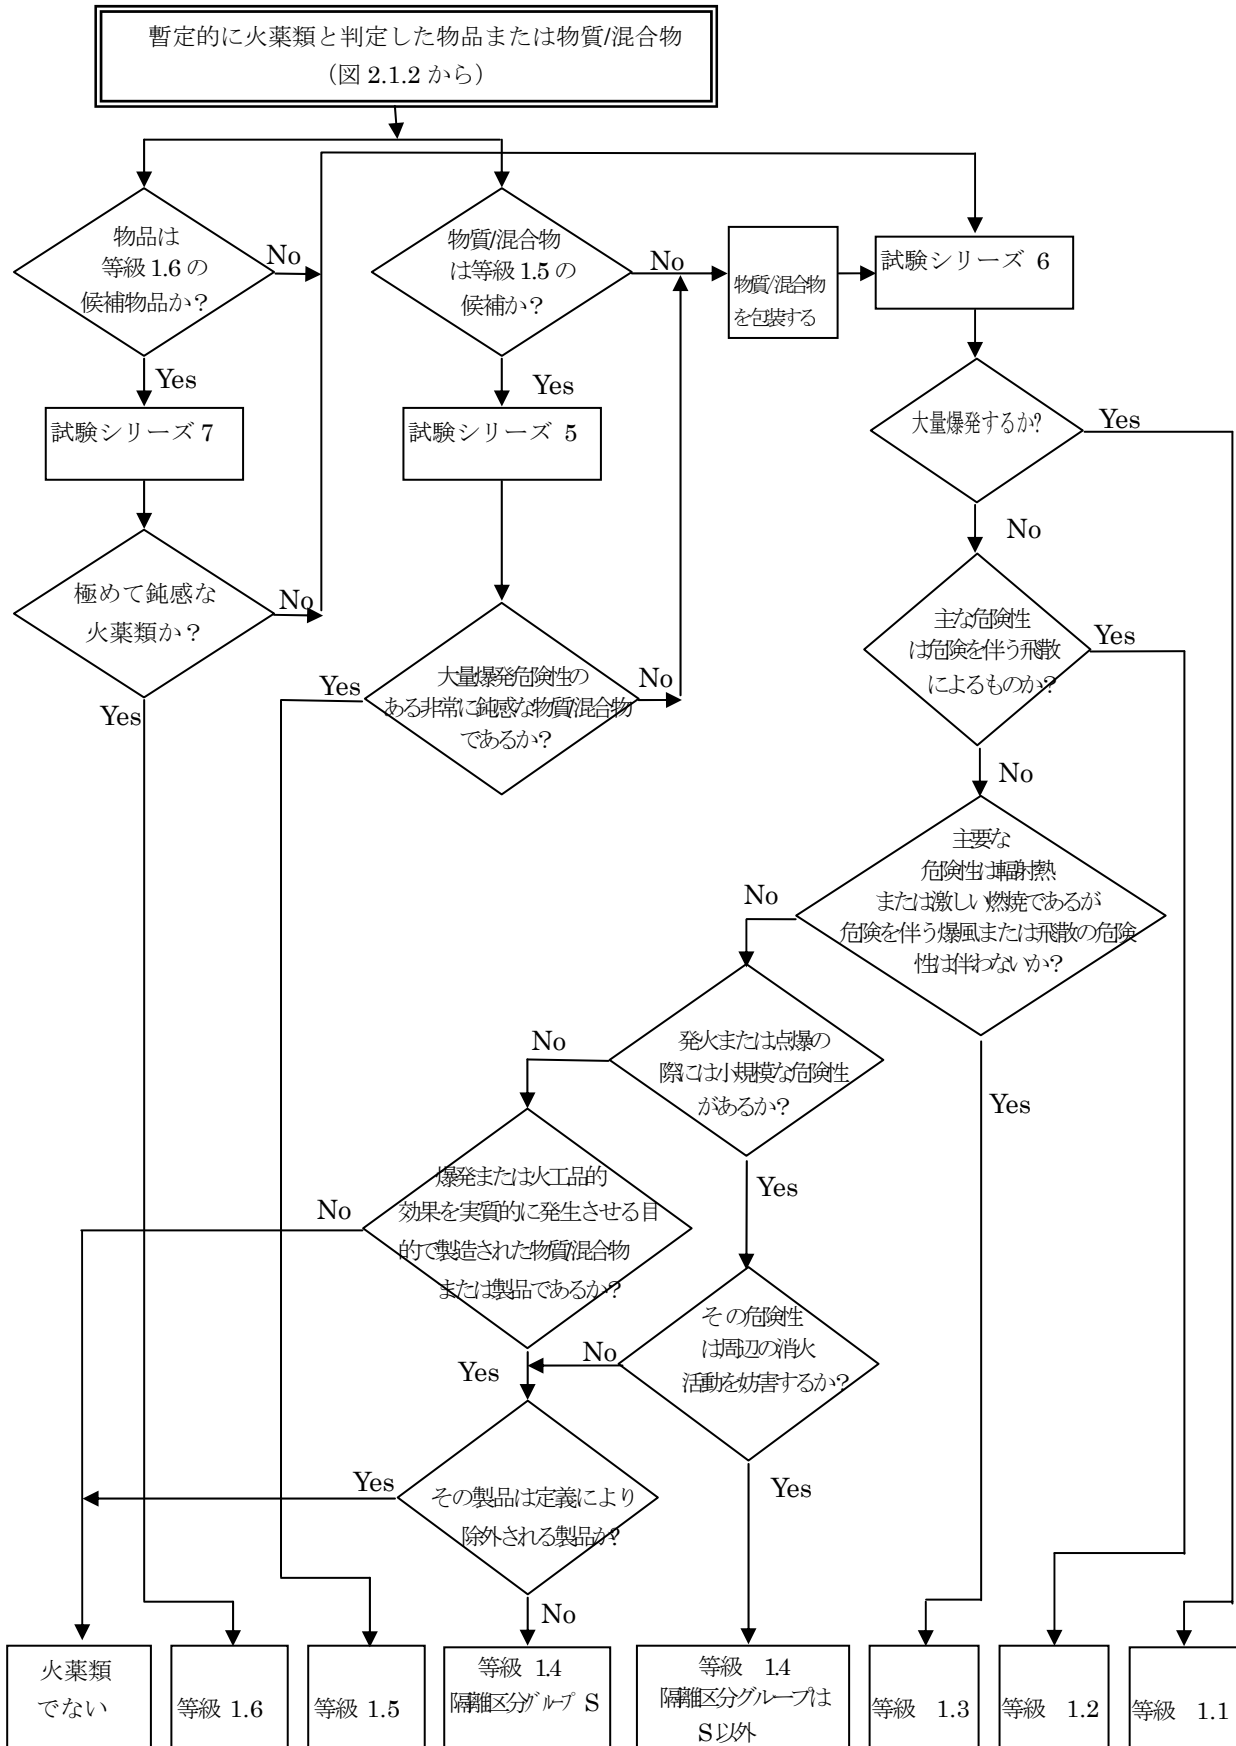 暫定的に火薬類と判定した物品または物質/混合物
（図 2.1.2 から）
物品は
等級 1.6 の
候補物品か？
No
Yes
物質/混合物
は等級 1.5 の
候補か？
No
Yes
物質/混合物
を包装する
試験シリーズ 6
試験シリーズ 7
試験シリーズ 5
大量爆発するか？
Yes
No
極めて鈍感な
火薬類か？
No
Yes
大量爆発危険性の
ある非常に鈍感な物質/混合物
であるか？
Yes
No
主な危険性
は危険を伴う飛散
によるものか？
Yes
No
主要な
危険性は輻射熱
または激しい燃焼であるが
危険を伴う爆風または飛散の危険
性は伴わないか？
No
Yes
発火または点爆の
際には小規模な危険性
があるか？
No
Yes
爆発または火工品的
効果を実質的に発生させる目
的で製造された物質/混合物
または製品であるか？
No
Yes
その危険性
は周辺の消火
活動を妨害するか？
No
Yes
その製品は定義により
除外される製品か？
Yes
No
火薬類
でない
等級 1.6
等級 1.5
等級 1.4
隔離区分グループ S
等級 1.4
隔離区分グループは
S 以外
等級 1.3
等級 1.2
等級 1.1